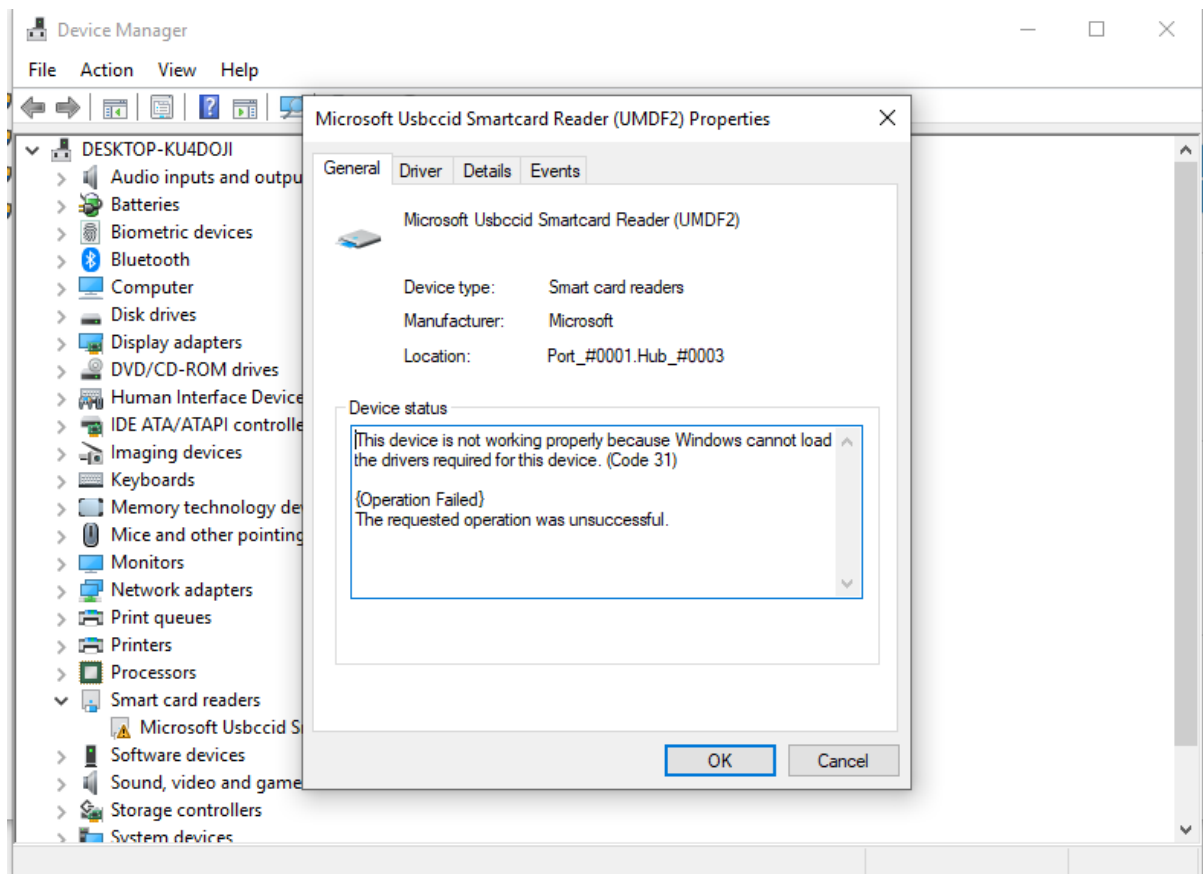 Device Manager
File Action View Help
Microsoft Usbccid Smartcard Reader (UMDF2) Properties
General Driver Details Events
DESKTOP-KU4DOJI
Audio inputs and outpu
Batteries
Biometric devices
Bluetooth
Computer
Disk drives
Display adapters
DVD/CD-ROM drives
Human Interface Device
IDE ATA/ATAPI controlle
Imaging devices
Keyboards
Memory technology de
Mice and other pointing
Monitors
Network adapters
Print queues
Printers
Processors
Smart card readers
Microsoft Usbccid S
Software devices
Sound, video and game
Storage controllers
System devices
Microsoft Usbccid Smartcard Reader (UMDF2)
Device type: Smart card readers
Manufacturer: Microsoft
Location: Port_#0001.Hub_#0003
Device status
This device is not working properly because Windows cannot load
the drivers required for this device. (Code 31)
{Operation Failed}
The requested operation was unsuccessful.
OK Cancel